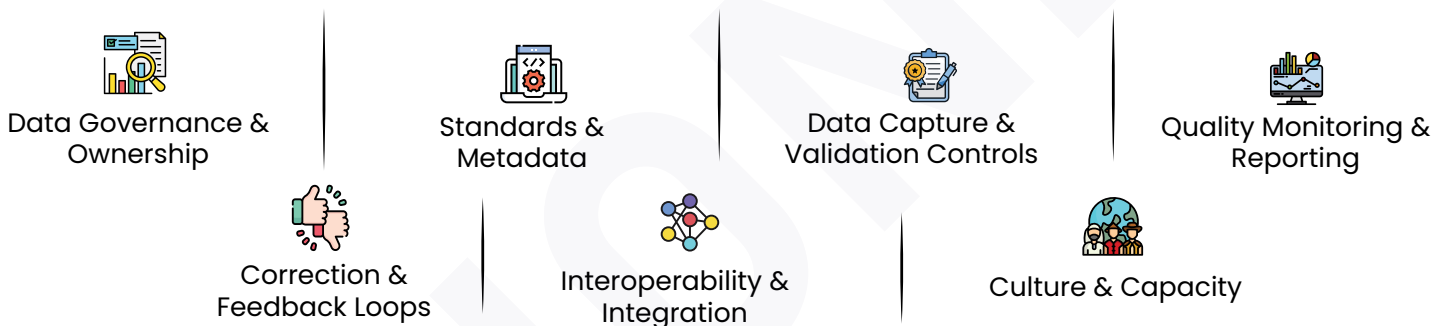 Data Governance &
Ownership
Standards &
Metadata
Data Capture &
Validation Controls
Quality Monitoring &
Reporting
Correction &
Feedback Loops
Interoperability &
Integration
Culture & Capacity